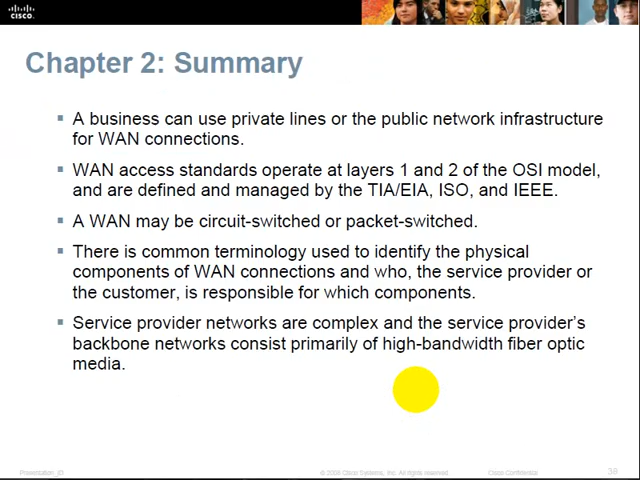 CISCO
Chapter 2: Summary
▪ A business can use private lines or the public network infrastructure
for WAN connections.
▪ WAN access standards operate at layers 1 and 2 of the OSI model,
and are defined and managed by the TIA/EIA, ISO, and IEEE.
▪ A WAN may be circuit-switched or packet-switched.
▪ There is common terminology used to identify the physical
components of WAN connections and who, the service provider or
the customer, is responsible for which components.
▪ Service provider networks are complex and the service provider's
backbone networks consist primarily of high-bandwidth fiber optic
media.
Presentation_ID © 2008 Cisco Systems, Inc. All rights reserved. Cisco Confidential 38